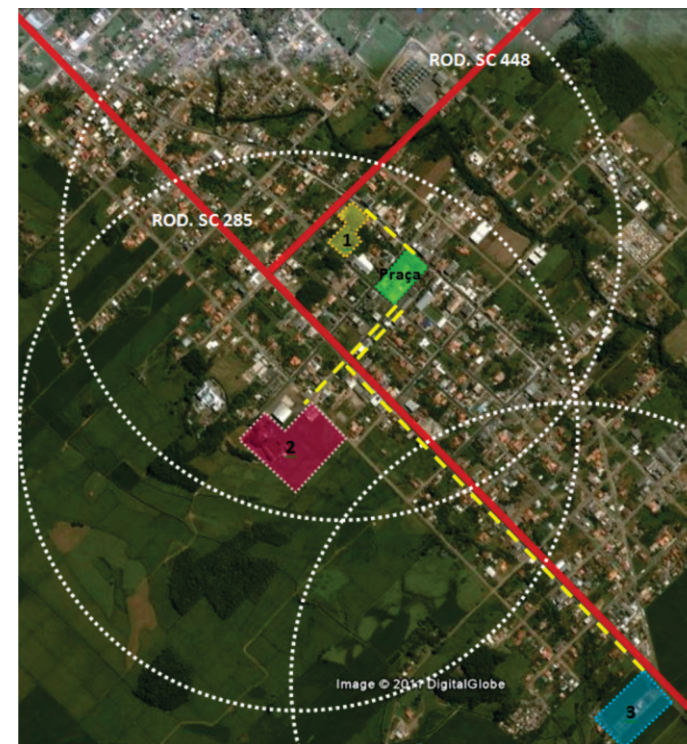 ROD. SC 448
ROD. SC 285
1
Praça
2
Image © 2017 DigitalGlobe
3